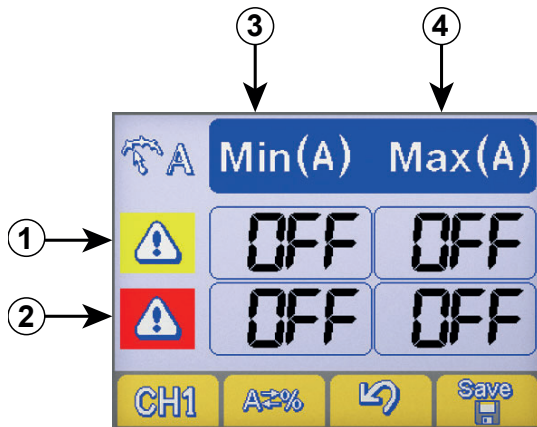 3 4
A Min(A) Max(A)
1 OFF OFF
2 OFF OFF
CH1 A⇄% Save